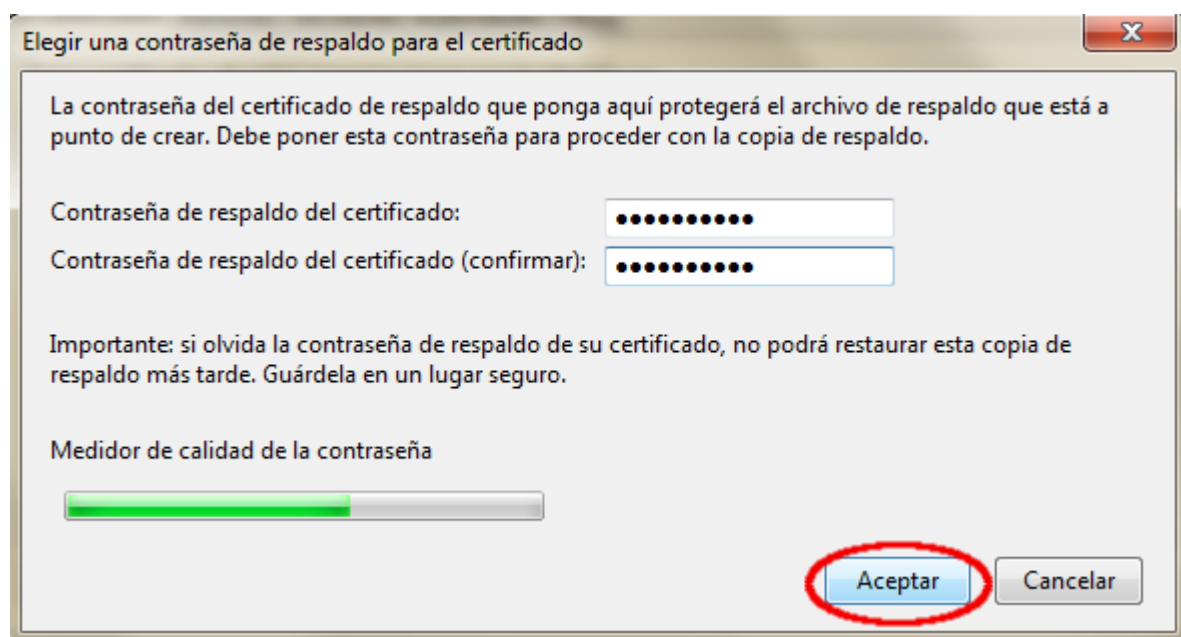 Elegir una contraseña de respaldo para el certificado
La contraseña del certificado de respaldo que ponga aquí protegerá el archivo de respaldo que está a
punto de crear. Debe poner esta contraseña para proceder con la copia de respaldo.
Contraseña de respaldo del certificado: ●●●●●●●●●●
Contraseña de respaldo del certificado (confirmar): ●●●●●●●●●●
Importante: si olvida la contraseña de respaldo de su certificado, no podrá restaurar esta copia de
respaldo más tarde. Guárdela en un lugar seguro.
Medidor de calidad de la contraseña
Aceptar Cancelar